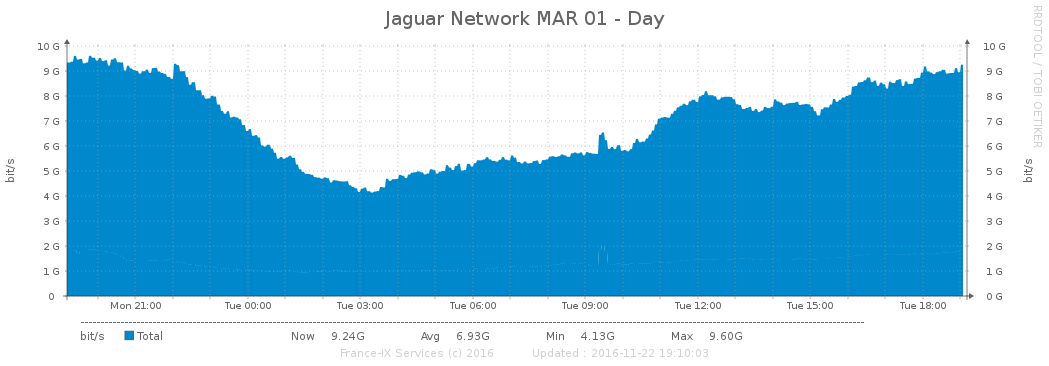 Jaguar Network MAR 01 - Day
RRDTOOL / TOBI OETIKER
bit/s
10 G
9 G
8 G
7 G
6 G
5 G
4 G
3 G
2 G
1 G
0
10 G
9 G
8 G
7 G
6 G
5 G
4 G
3 G
2 G
1 G
0 G
bit/s
Mon 21:00 Tue 00:00 Tue 03:00 Tue 06:00 Tue 09:00 Tue 12:00 Tue 15:00 Tue 18:00
bit/s Total Now 9.24G Avg 6.93G Min 4.13G Max 9.60G
France-IX Services (c) 2016 Updated : 2016-11-22 19:10:03